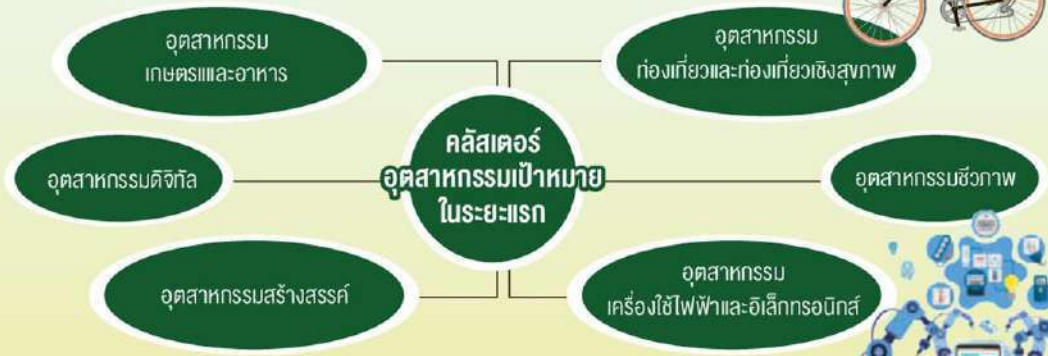 อุตสาหกรรม
เกษตรแและอาหาร
อุตสาหกรรม
ท่องเที่ยวและท่องเที่ยวเชิงสุขภาพ
คลัสเตอร์
อุตสาหกรรมเป้าหมาย
ในระยะแรก
อุตสาหกรรมดิจิทัล
อุตสาหกรรมชีวภาพ
อุตสาหกรรมสร้างสรรค์
อุตสาหกรรม
เครื่องใช้ไฟฟ้าและอิเล็กทรอนิกส์